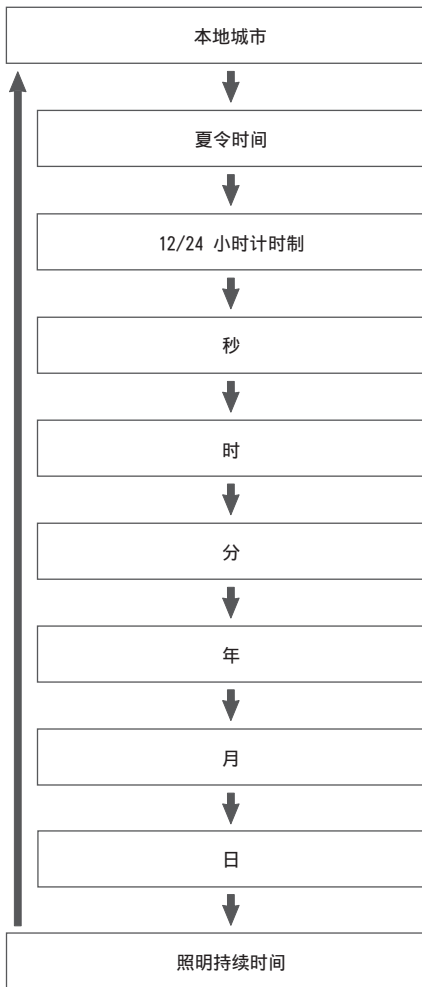 本地城市
夏令时间
12/24 小时计时制
秒
时
分
年
月
日
照明持续时间